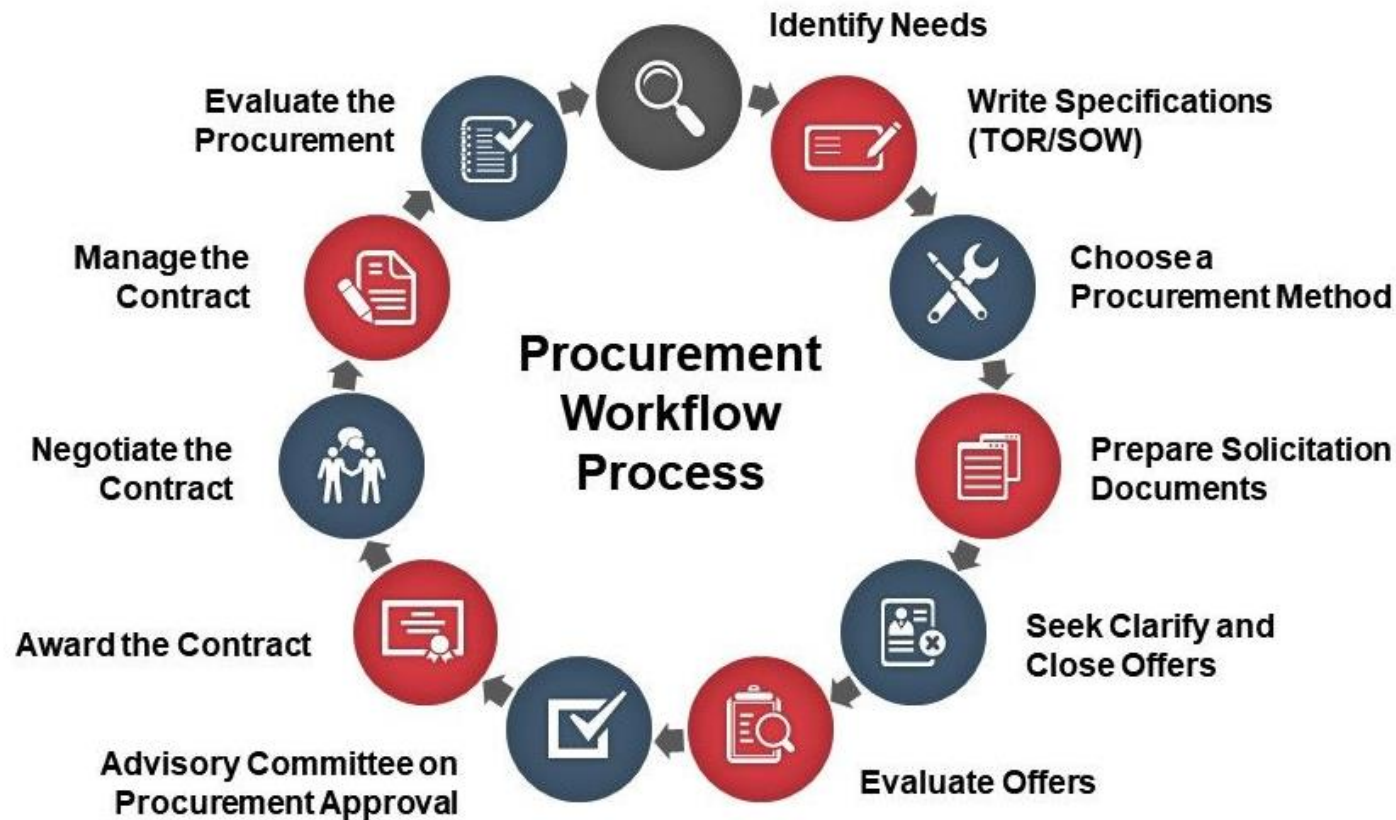 Identify Needs
Write Specifications
(TOR/SOW)
Choose a
Procurement Method
Prepare Solicitation
Documents
Seek Clarify and
Close Offers
Evaluate Offers
Advisory Committee on
Procurement Approval
Award the Contract
Negotiate the
Contract
Manage the
Contract
Evaluate the
Procurement
Procurement
Workflow
Process